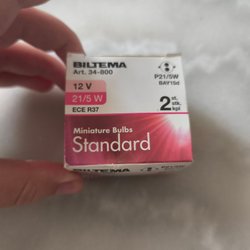 BILTEMA
Art. 34-800
12 V
21/5 W
ECE R37
P21/5W
BAY15d
2 st. stk. kpl
Miniature Bulbs
Standard